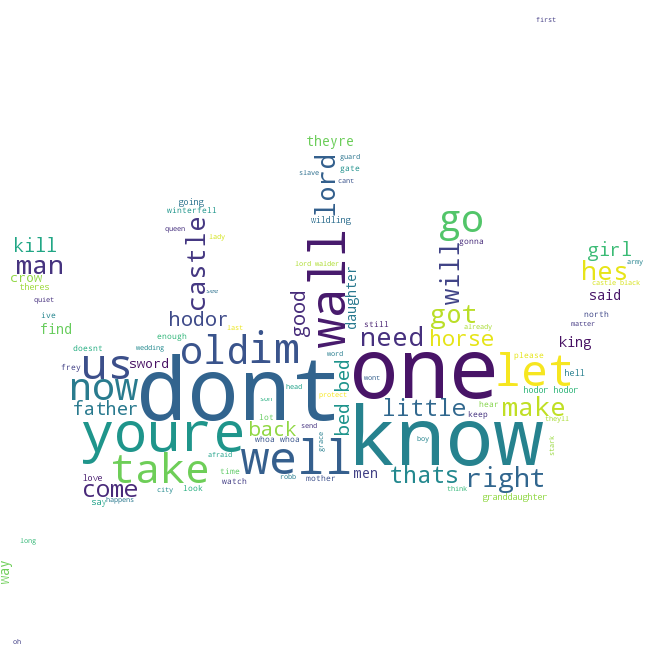 first
theyre
guard
slave
lord
gate
cant
going
winterfell
wildling
queen
castle
lady
go
gonna
kill
man
crow
theres
quiet
ive
find
see
hodor
last
good
wall
lord walder
daughter
will
girl
hes
army
castle black
said
north
matter
king
got
already
horse
still
need
enough
doesnt
wedding
frey
us
sword
oldim
word
wont
one
let
please
hell
hodor hodor
now
father
dont
head
son
protect
bed bed
little
keep
make
hear
theyll
youre
lot
back
whoa whoa
send
grace
know
boy
stark
take
afraid
well
men
thats
right
think
love
come
say
city
happens
look
time
watch
robb
mother
granddaughter
long
way
oh